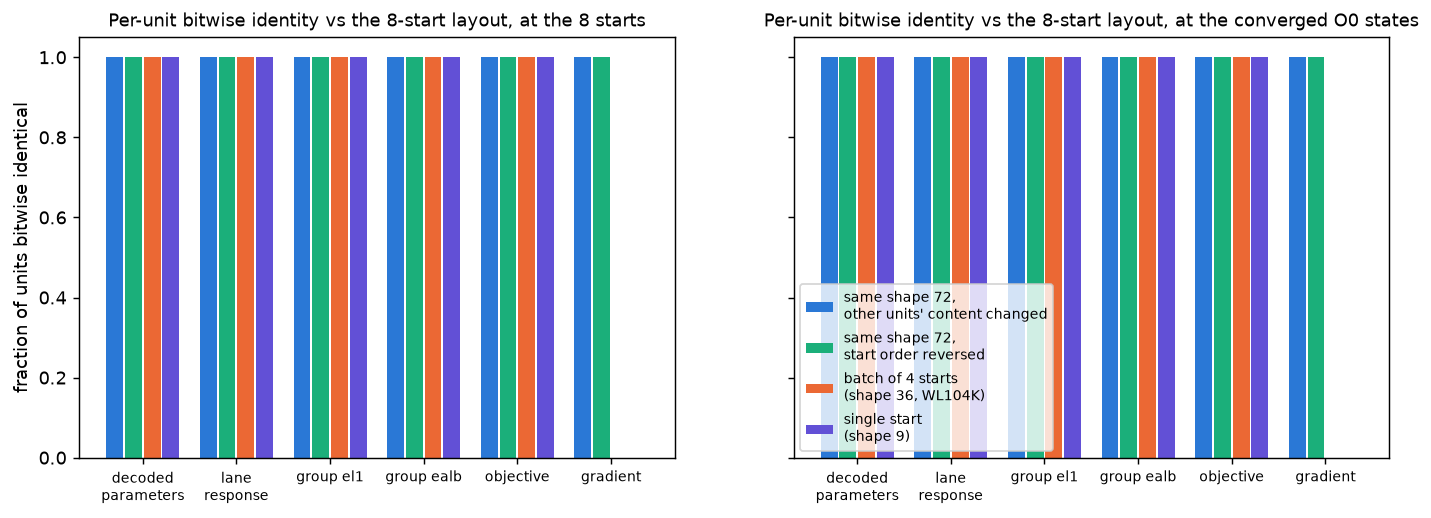 Per-unit bitwise identity vs the 8-start layout, at the 8 starts
fraction of units bitwise identical
1.0
0.8
0.6
0.4
0.2
0.0
decoded
parameters
lane
response
group el1
group ealb
objective
gradient
Per-unit bitwise identity vs the 8-start layout, at the converged O0 states
same shape 72,
other units' content changed
same shape 72,
start order reversed
batch of 4 starts
(shape 36, WL104K)
single start
(shape 9)
decoded
parameters
lane
response
group el1
group ealb
objective
gradient